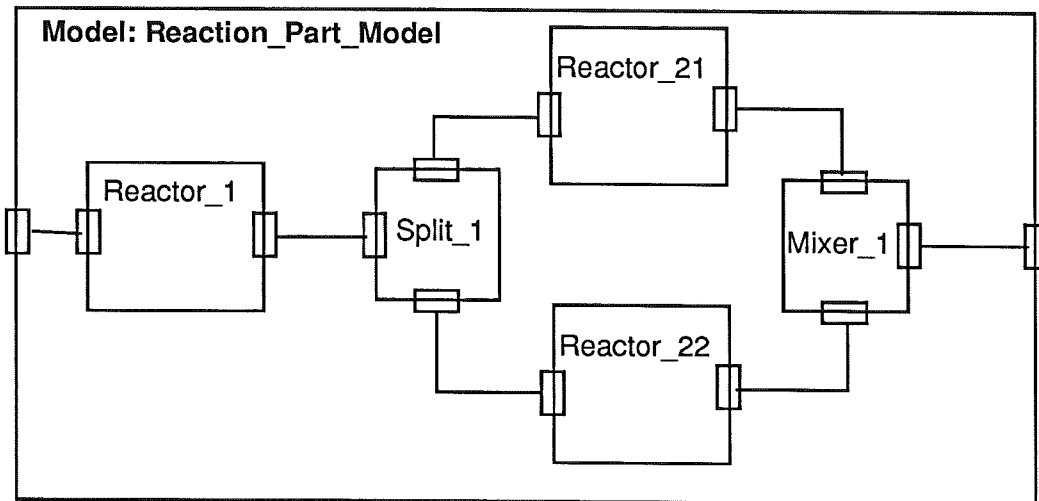 Model: Reaction_Part_Model
Reactor_21
Reactor_1
Split_1
Mixer_1
Reactor_22